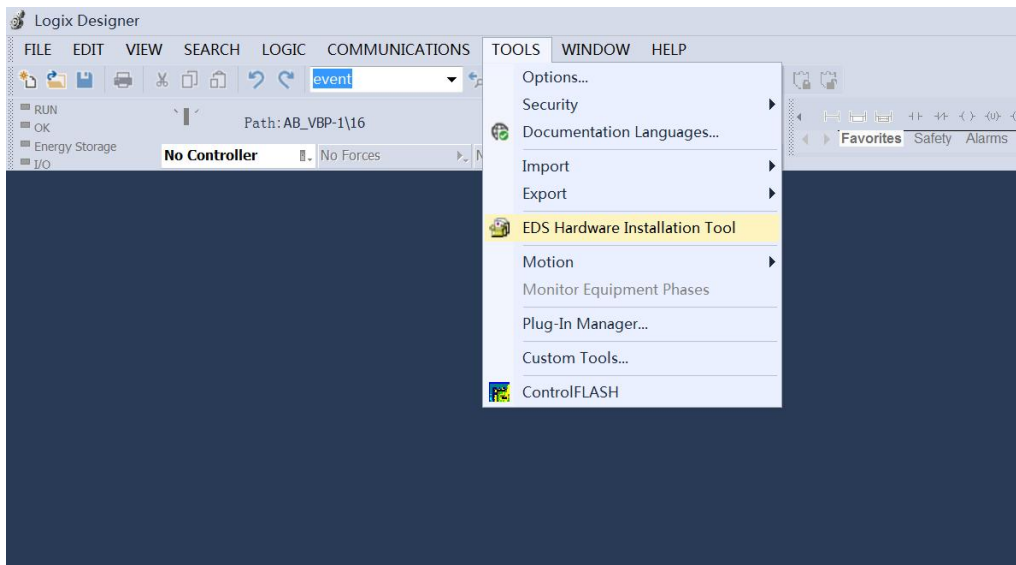 Logix Designer
FILE EDIT VIEW SEARCH LOGIC COMMUNICATIONS TOOLS WINDOW HELP
event
RUN
OK
Energy Storage
I/O
Path: AB_VBP-1\16
No Controller
No Forces
Favorites Safety Alarms
Options...
Security
Documentation Languages...
Import
Export
EDS Hardware Installation Tool
Motion
Monitor Equipment Phases
Plug-In Manager...
Custom Tools...
ControlFLASH